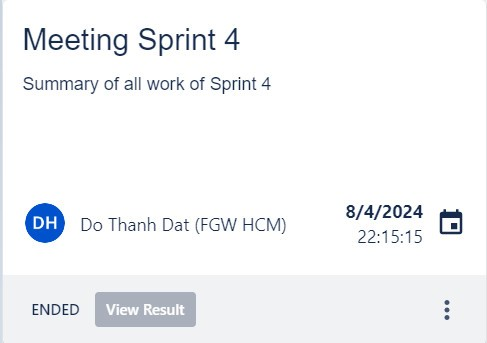 Meeting Sprint 4
Summary of all work of Sprint 4
DH Do Thanh Dat (FGW HCM) 8/4/2024
22:15:15
ENDED View Result